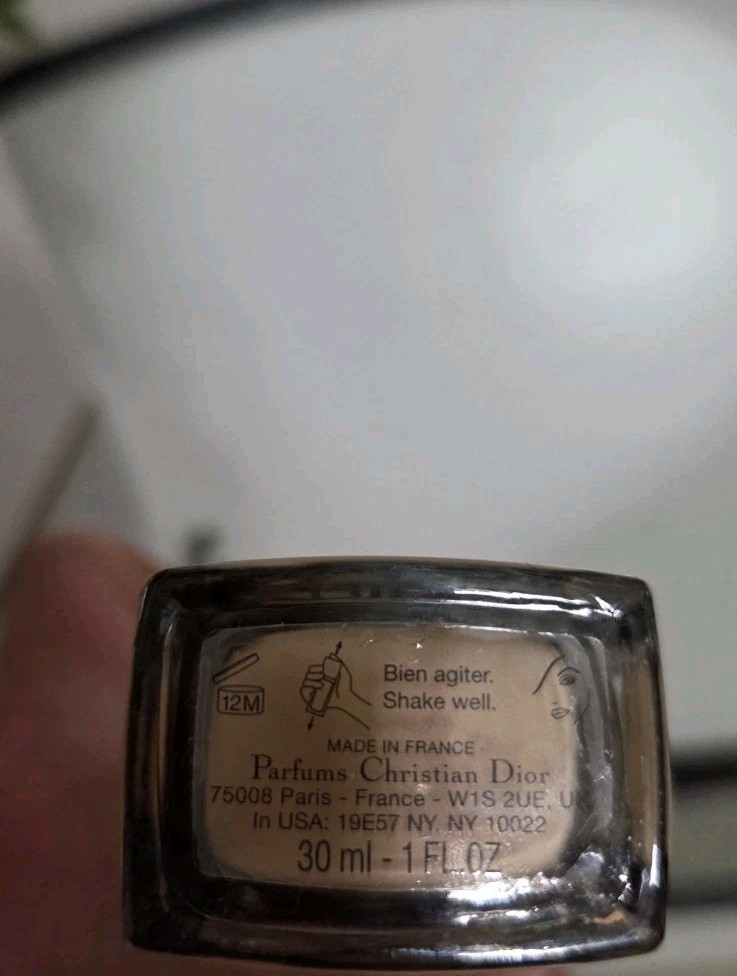 12M
Bien agiter.
Shake well.
MADE IN FRANCE
Parfums Christian Dior
75008 Paris - France - W1S 2UE, UK
In USA: 19E57 NY, NY 10022
30 ml - 1 FL.OZ